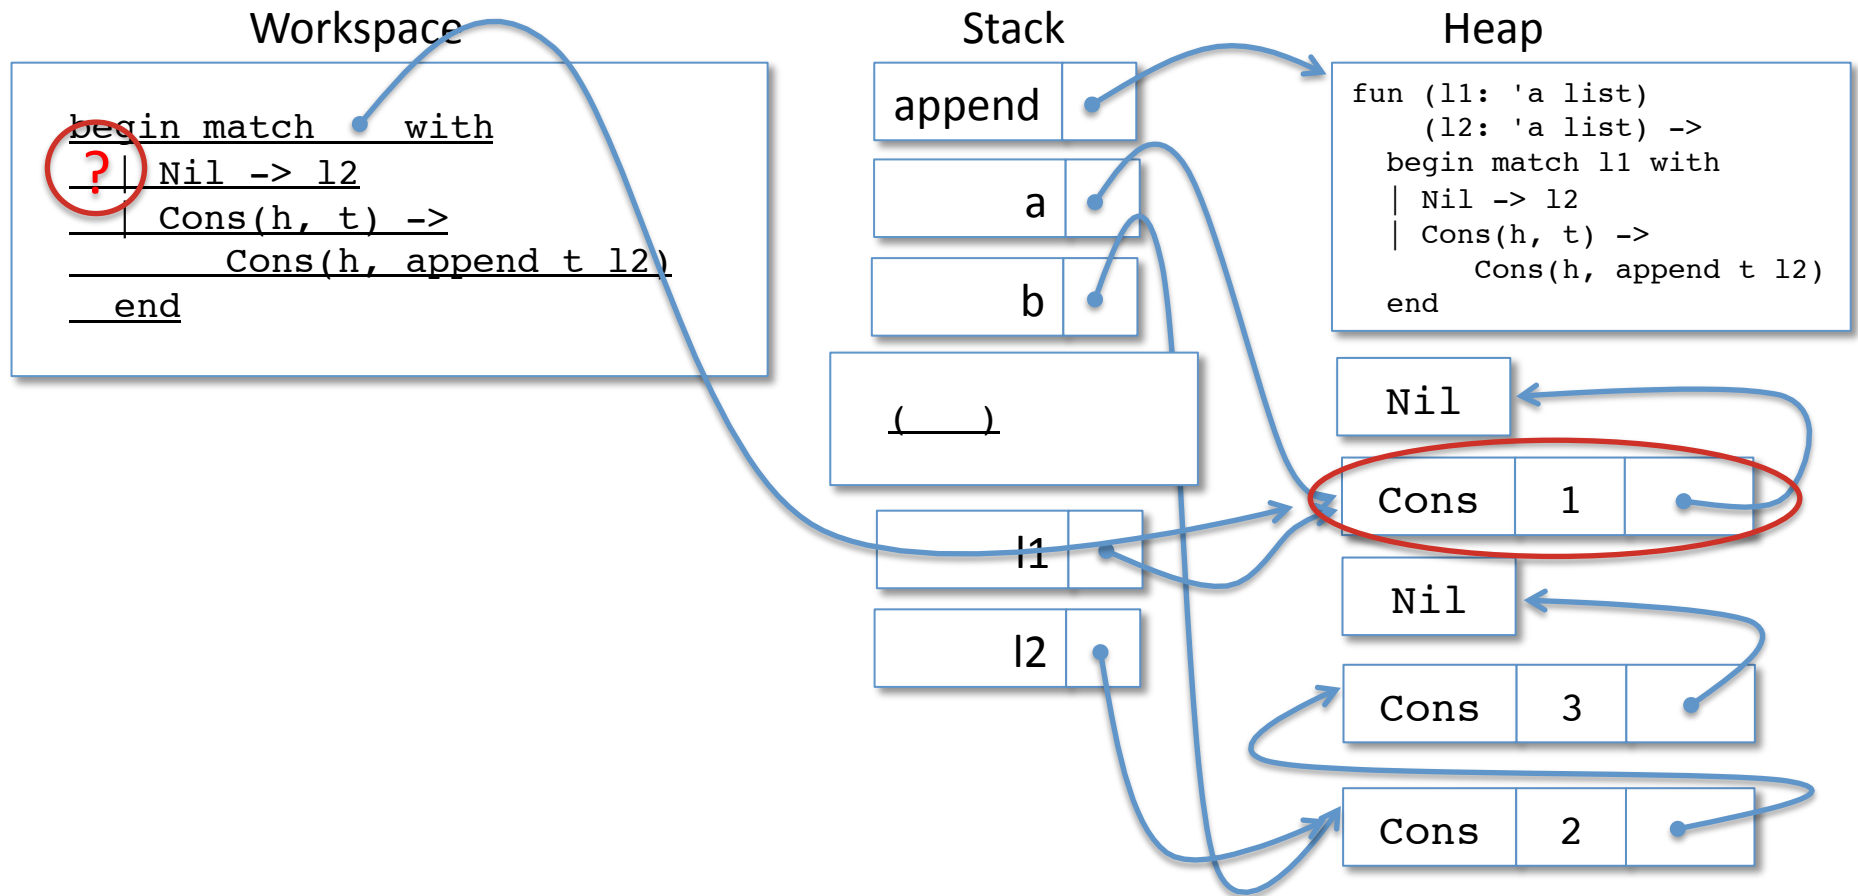 Workspace
begin match with
? | Nil -> l2
| Cons(h, t) ->
Cons(h, append t l2)
end
Stack
append
a
b
( )
l1
l2
Heap
fun (l1: 'a list)
(l2: 'a list) ->
begin match l1 with
| Nil -> l2
| Cons(h, t) ->
Cons(h, append t l2)
end
Nil
Cons 1
Nil
Cons 3
Cons 2